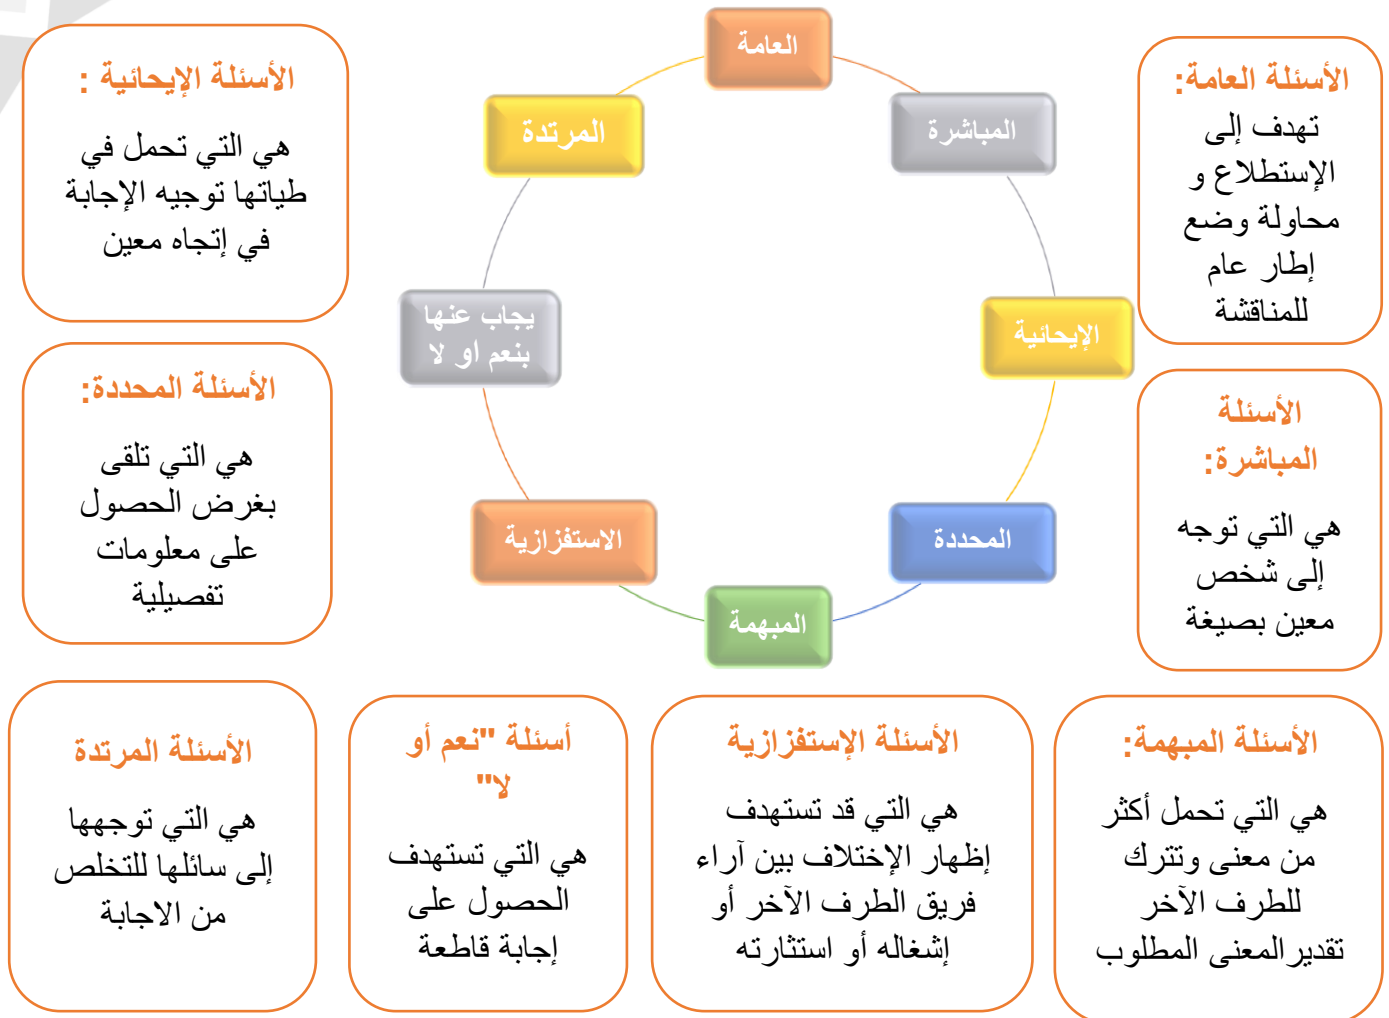 العامة
المباشرة
الإيحائية
المحددة
المبهمة
الاستفزازية
يجاب عنها
بنعم او لا
المرتدة
الأسئلة العامة:
تهدف إلى
الإستطلاع و
محاولة وضع
إطار عام
للمناقشة
الأسئلة
المباشرة:
هي التي توجه
إلى شخص
معين بصيغة
الأسئلة الإيحائية :
هي التي تحمل في
طياتها توجيه الإجابة
في إتجاه معين
الأسئلة المحددة:
هي التي تلقى
بغرض الحصول
على معلومات
تفصيلية
الأسئلة المبهمة:
هي التي تحمل أكثر
من معنى وتترك
للطرف الآخر
تقديرالمعنى المطلوب
الأسئلة الإستفزازية
هي التي قد تستهدف
إظهار الإختلاف بين آراء
فريق الطرف الآخر أو
إشغاله أو استثارته
أسئلة "نعم أو
لا"
هي التي تستهدف
الحصول على
إجابة قاطعة
الأسئلة المرتدة
هي التي توجهها
إلى سائلها للتخلص
من الاجابة